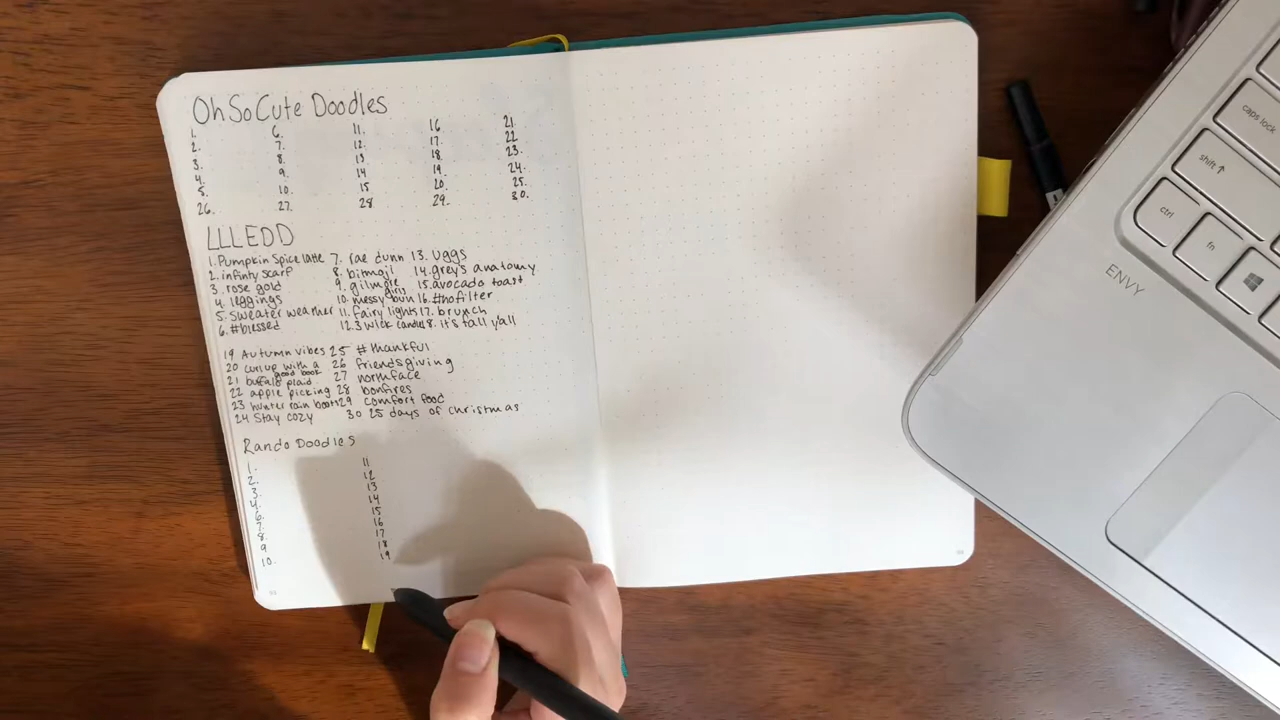 Oh So Cute Doodles
1. 6. 11. 16 21
2. 7. 12. 17. 22
3. 8. 13 18. 23.
4. 9. 14 19. 24.
5. 10. 15 20. 25.
26. 27. 28 29. 30.
LLLEDD
1. Pumpkin Spice latte 7. rae dunn 13. uggs
2. infinty scarf 8. bitmoji 14. grey's anatomy
3. rose gold 9. gilmore girls 15. avocado toast
4. leggings 10. messy bun 16. #nofilter
5. Sweater weather 11. fairy lights 17. brunch
6. #blessed 12. 3 wick candle 18. it's fall y'all
19 Autumn vibes 25 #thankful
20 curl up with a good book 26 friendsgiving
21 buffalo plaid 27 northface
22 apple picking 28 bonfires
23 hunter rain boots 29 comfort food
24 Stay cozy 30 25 days of christmas
Rando Doodles
1. 11
2. 12
3. 13
4. 14
6. 15
7. 16
8. 17
9 18
10. 19
caps lock
shift ↑
ctrl
fn
ENVY